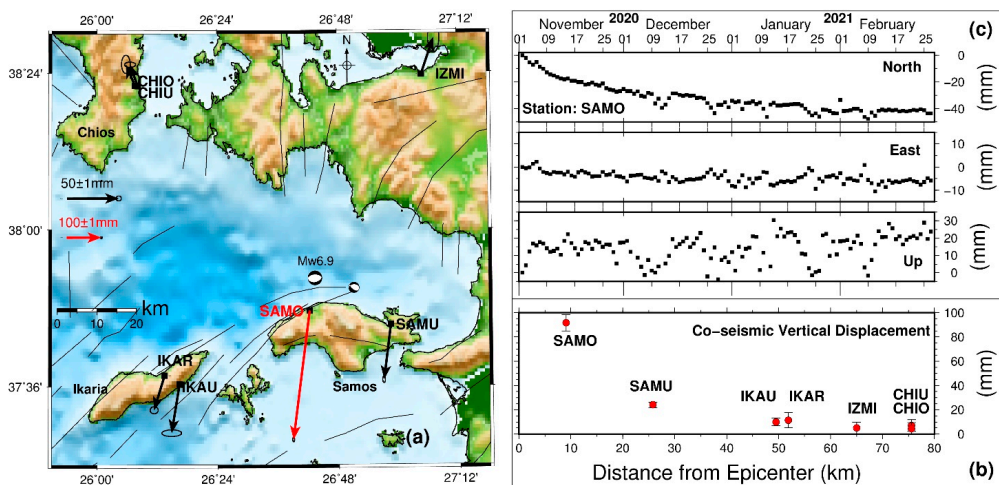 26˚00' 26˚24' 26˚48' 27˚12'
38˚24'
38˚00'
37˚36'
N
IZMI
CHIO
CHIU
Chios
50±1mm
100±1mm
Mw6.9
km
0 10 20
SAMO
SAMU
IKAR
Ikaria
IKAU
Samos
(a)
26˚00' 26˚24' 26˚48' 27˚12'
2020 2021
November December January February
(c)
01 09 17 25 01 09 17 25 01 09 17 25 01 09 17 25
North
Station: SAMO
0
−20
−40
(mm)
East
10
0
−10
(mm)
Up
30
20
10
0
(mm)
Co−seismic Vertical Displacement
SAMO
SAMU
IKAU IKAR
IZMI
CHIU
CHIO
100
80
60
40
20
0
(mm)
0 10 20 30 40 50 60 70 80
Distance from Epicenter (km)
(b)